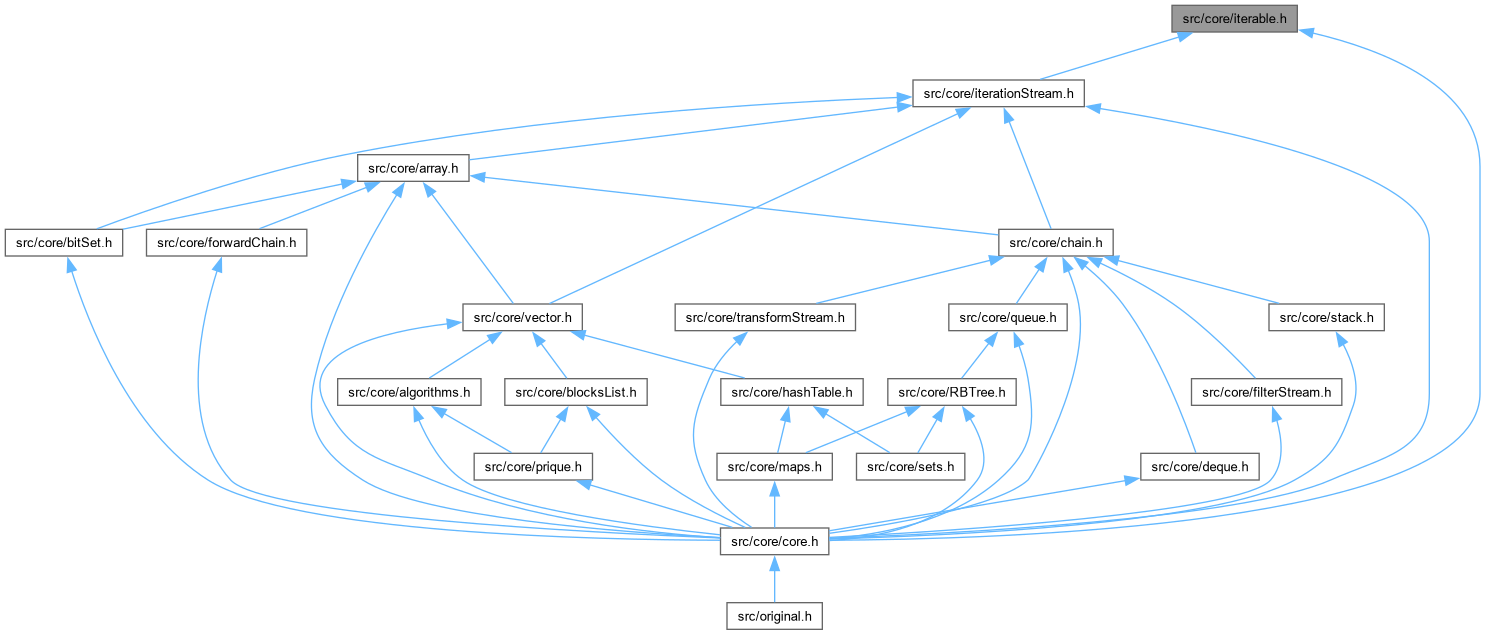 src/core/iterable.h
src/core/iterationStream.h
src/core/array.h
src/core/bitSet.h
src/core/forwardChain.h
src/core/chain.h
src/core/vector.h
src/core/transformStream.h
src/core/queue.h
src/core/stack.h
src/core/algorithms.h
src/core/blocksList.h
src/core/hashTable.h
src/core/RBTree.h
src/core/filterStream.h
src/core/prique.h
src/core/maps.h
src/core/sets.h
src/core/deque.h
src/core/core.h
src/original.h